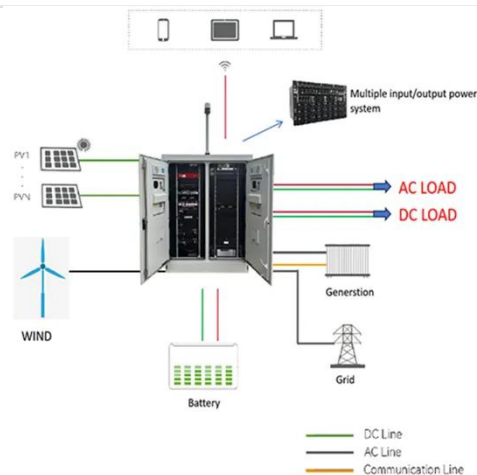 Multiple input/output power
system
PV1
PVN
AC LOAD
DC LOAD
WIND
Generstion
Grid
Battery
DC Line
AC Line
Communication Line